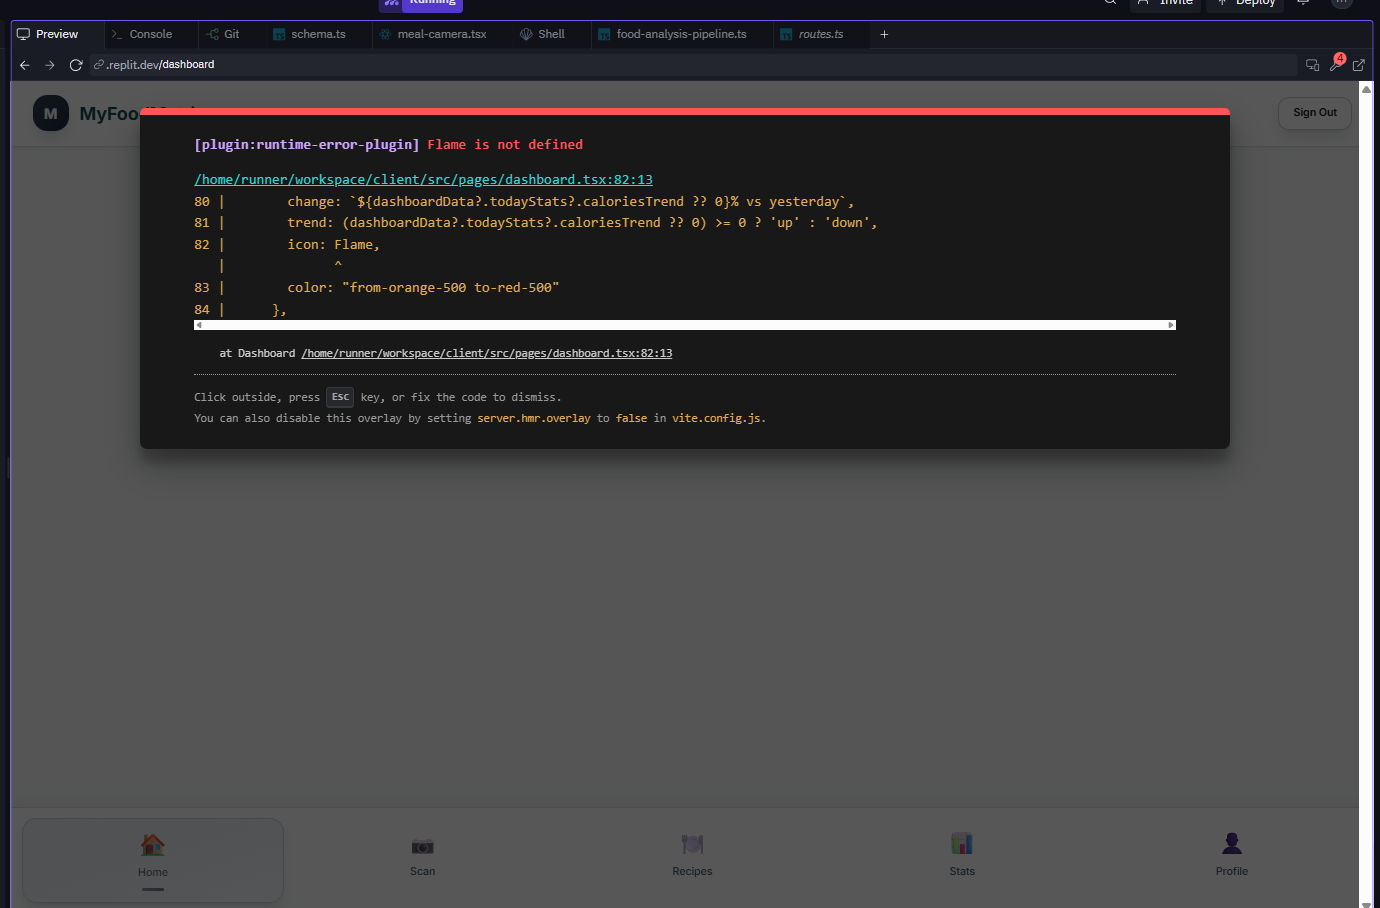 Running
Invite
Deploy
Preview
Console
Git
schema.ts
meal-camera.tsx
Shell
food-analysis-pipeline.ts
routes.ts
.replit.dev/dashboard
4
M
Sign Out
[plugin:runtime-error-plugin] Flame is not defined
/home/runner/workspace/client/src/pages/dashboard.tsx:82:13
80 | change: `${dashboardData?.todayStats?.caloriesTrend ?? 0}% vs yesterday`,
81 | trend: (dashboardData?.todayStats?.caloriesTrend ?? 0) >= 0 ? 'up' : 'down',
82 | icon: Flame,
| ^
83 | color: "from-orange-500 to-red-500"
84 | },
at Dashboard /home/runner/workspace/client/src/pages/dashboard.tsx:82:13
Click outside, press Esc key, or fix the code to dismiss.
You can also disable this overlay by setting server.hmr.overlay to false in vite.config.js.
Home
Scan
Recipes
Stats
Profile